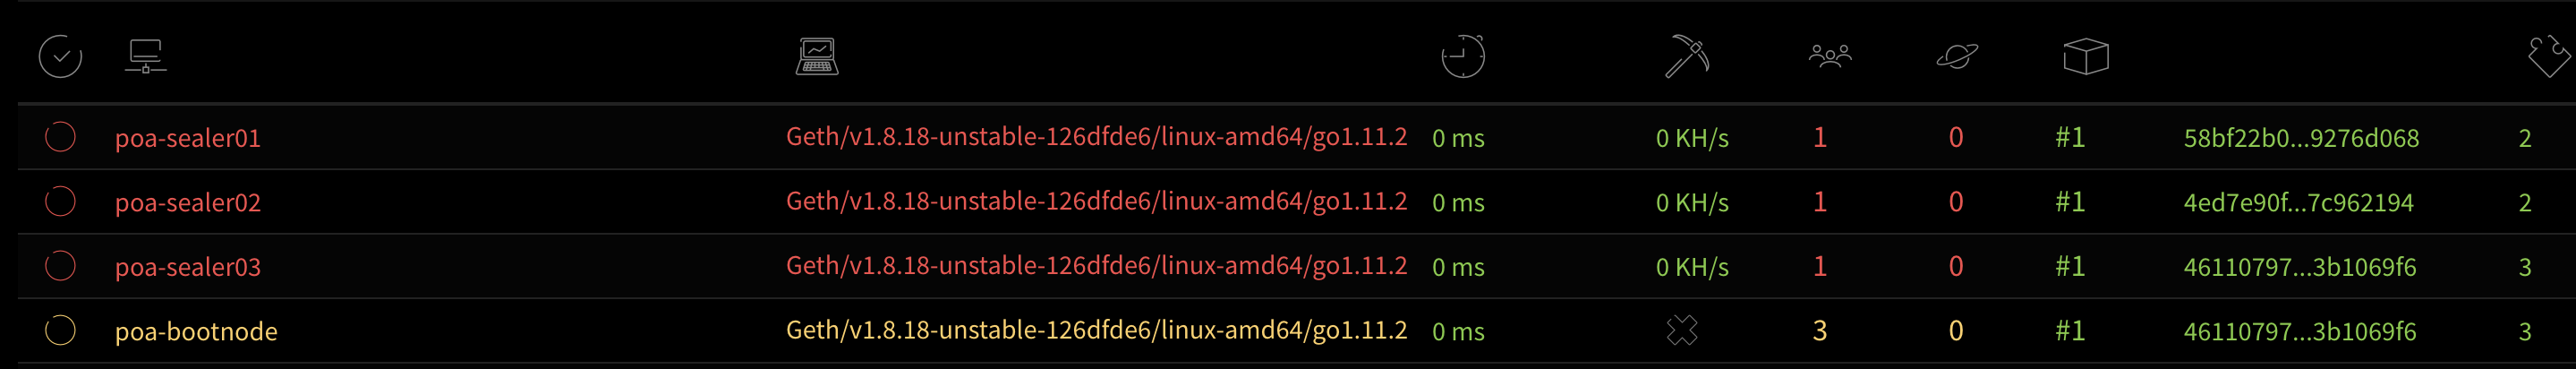 poa-sealer01 Geth/v1.8.18-unstable-126dfde6/linux-amd64/go1.11.2 0 ms 0 KH/s 1 0 #1 58bf22b0...9276d068 2
poa-sealer02 Geth/v1.8.18-unstable-126dfde6/linux-amd64/go1.11.2 0 ms 0 KH/s 1 0 #1 4ed7e90f...7c962194 2
poa-sealer03 Geth/v1.8.18-unstable-126dfde6/linux-amd64/go1.11.2 0 ms 0 KH/s 1 0 #1 46110797...3b1069f6 3
poa-bootnode Geth/v1.8.18-unstable-126dfde6/linux-amd64/go1.11.2 0 ms 3 0 #1 46110797...3b1069f6 3